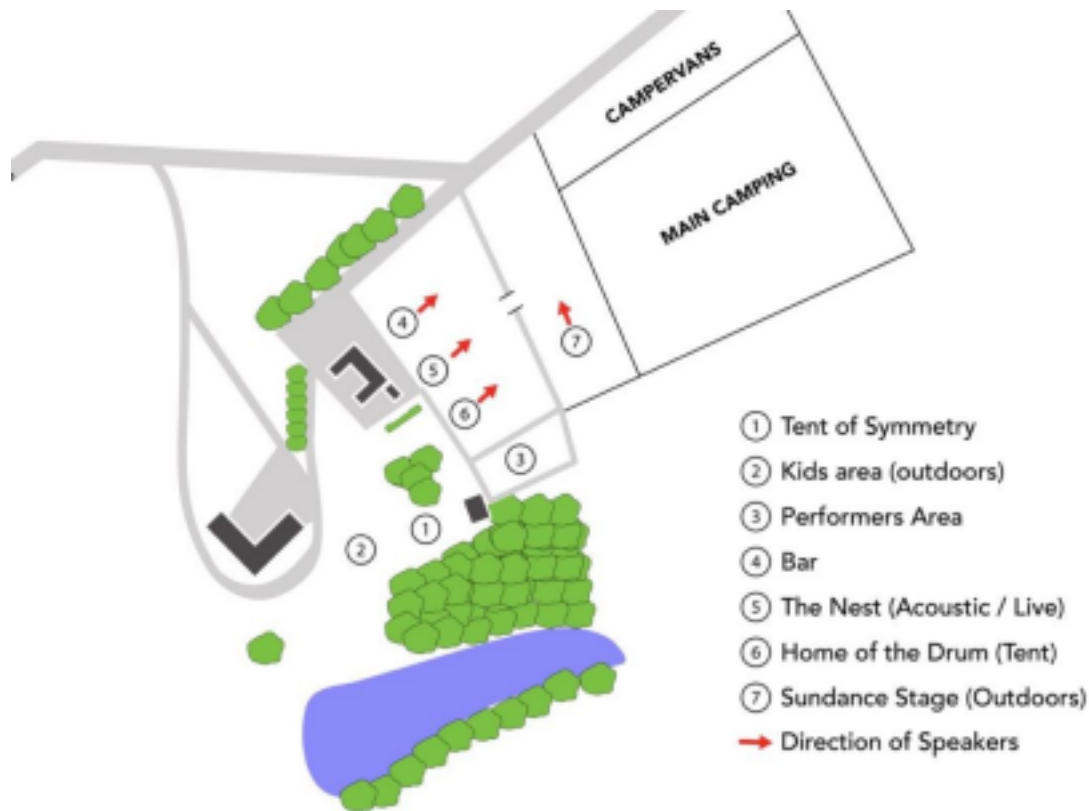 CAMPERVANS
MAIN CAMPING
4
5
6
7
3
1
2
1 Tent of Symmetry
2 Kids area (outdoors)
3 Performers Area
4 Bar
5 The Nest (Acoustic / Live)
6 Home of the Drum (Tent)
7 Sundance Stage (Outdoors)
Direction of Speakers